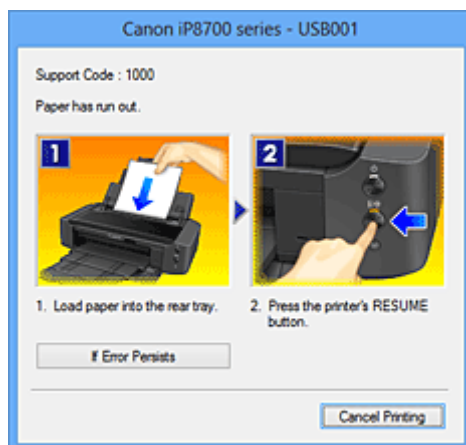 Canon iP8700 series - USB001
Support Code : 1000
Paper has run out.
1
2
1. Load paper into the rear tray.
2. Press the printer's RESUME
button.
If Error Persists
Cancel Printing